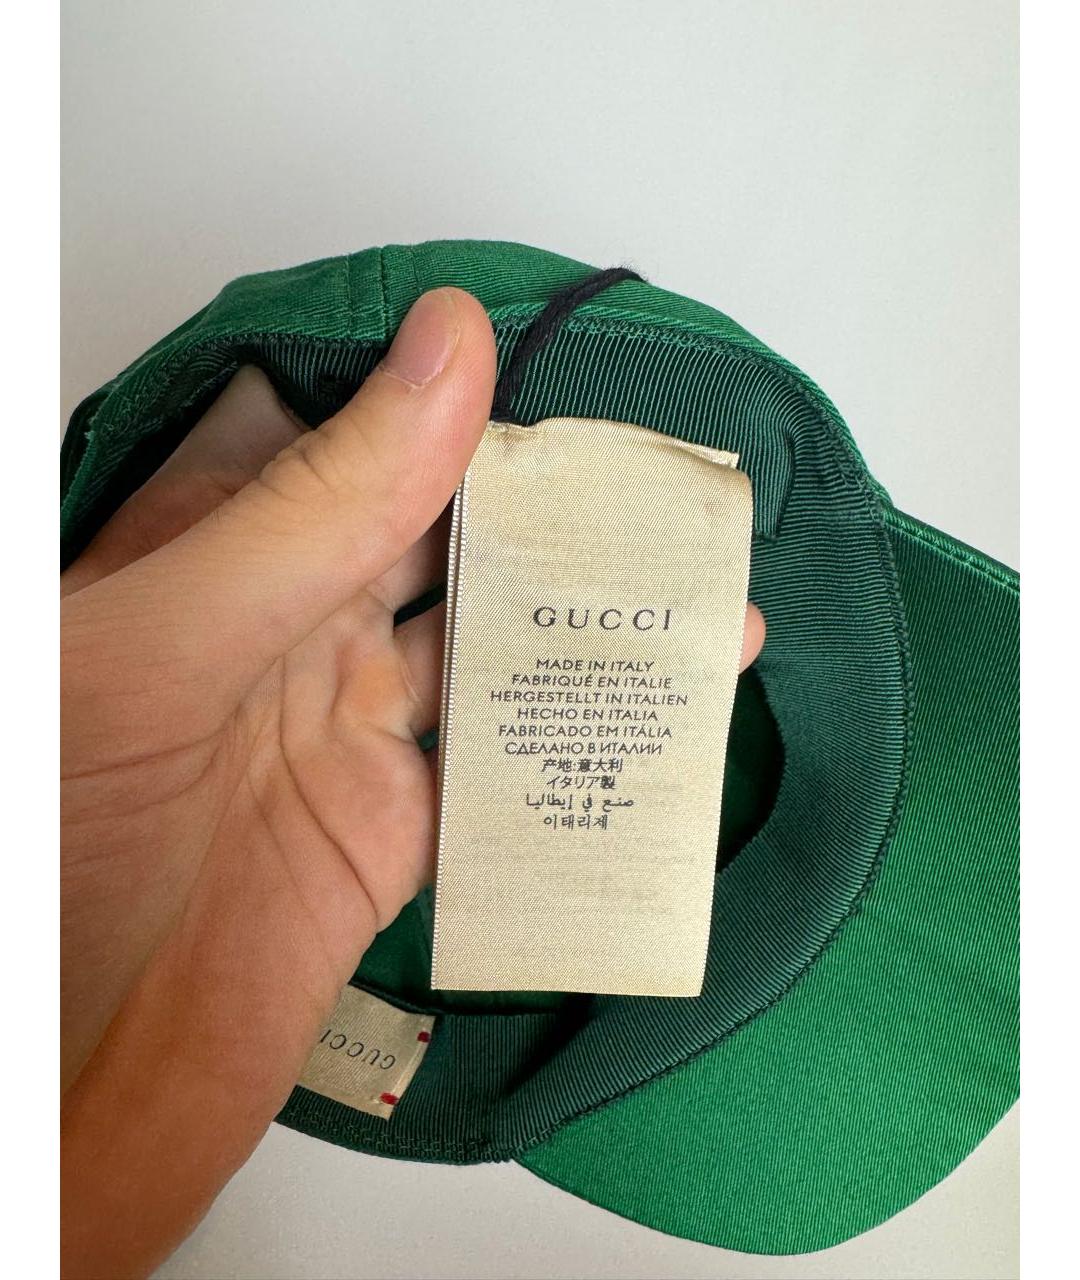 GUCCI
MADE IN ITALY
FABRIQUÉ EN ITALIE
HERGESTELLT IN ITALIEN
HECHO EN ITALIA
FABRICADO EM ITÁLIA
СДЕЛАНО В ИТАЛИИ
产地:意大利
イタリア製
صنع في إيطاليا
이태리제
GUCCI